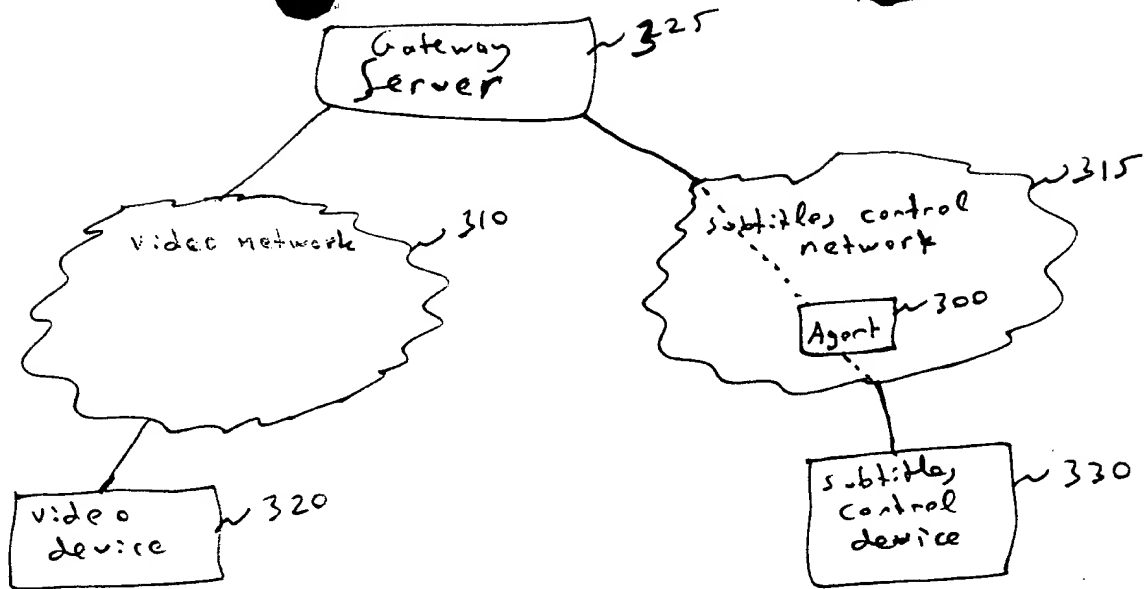 Gateway
Server
325
video network
310
subtitles control
network
315
Agent
300
video
device
320
subtitles
control
device
330